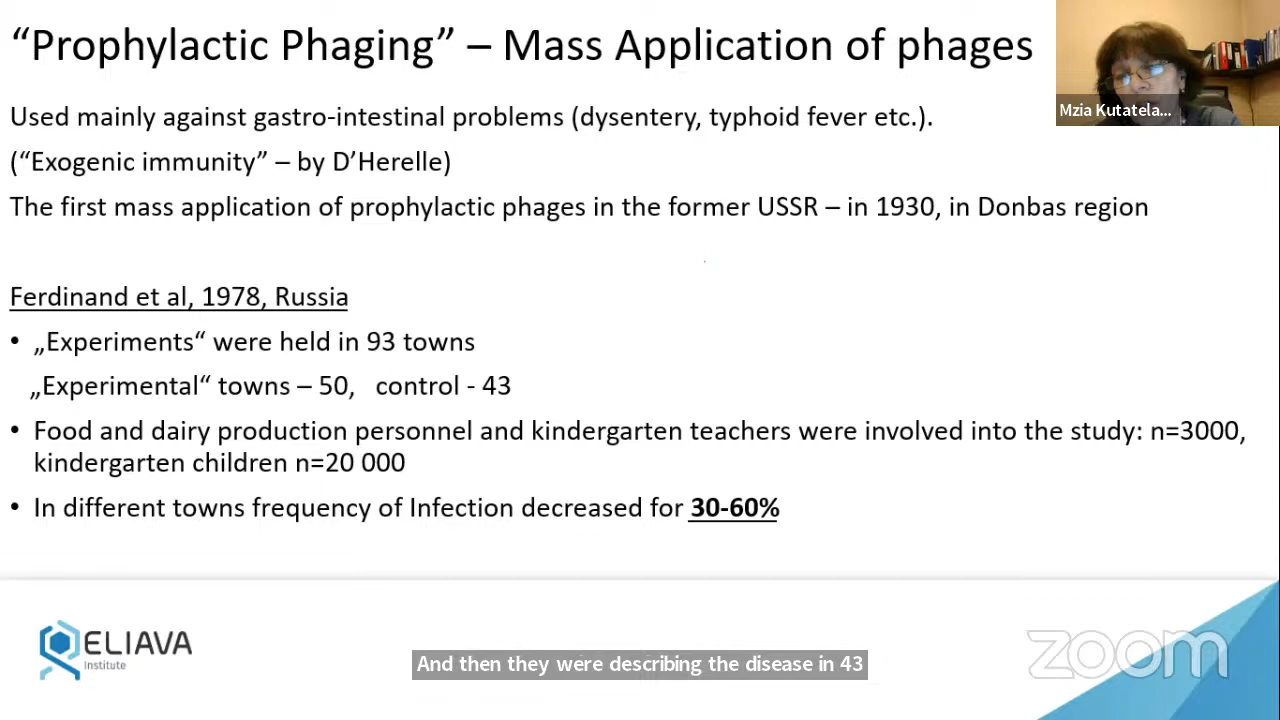 “Prophylactic Phaging” – Mass Application of phages
Mzia Kutatela...
Used mainly against gastro-intestinal problems (dysentery, typhoid fever etc.).
(“Exogenic immunity” – by D’Herelle)
The first mass application of prophylactic phages in the former USSR – in 1930, in Donbas region
Ferdinand et al, 1978, Russia
• „Experiments“ were held in 93 towns
„Experimental“ towns – 50, control - 43
• Food and dairy production personnel and kindergarten teachers were involved into the study: n=3000,
kindergarten children n=20 000
• In different towns frequency of Infection decreased for 30-60%
ELIAVA
Institute
And then they were describing the disease in 43
zoom